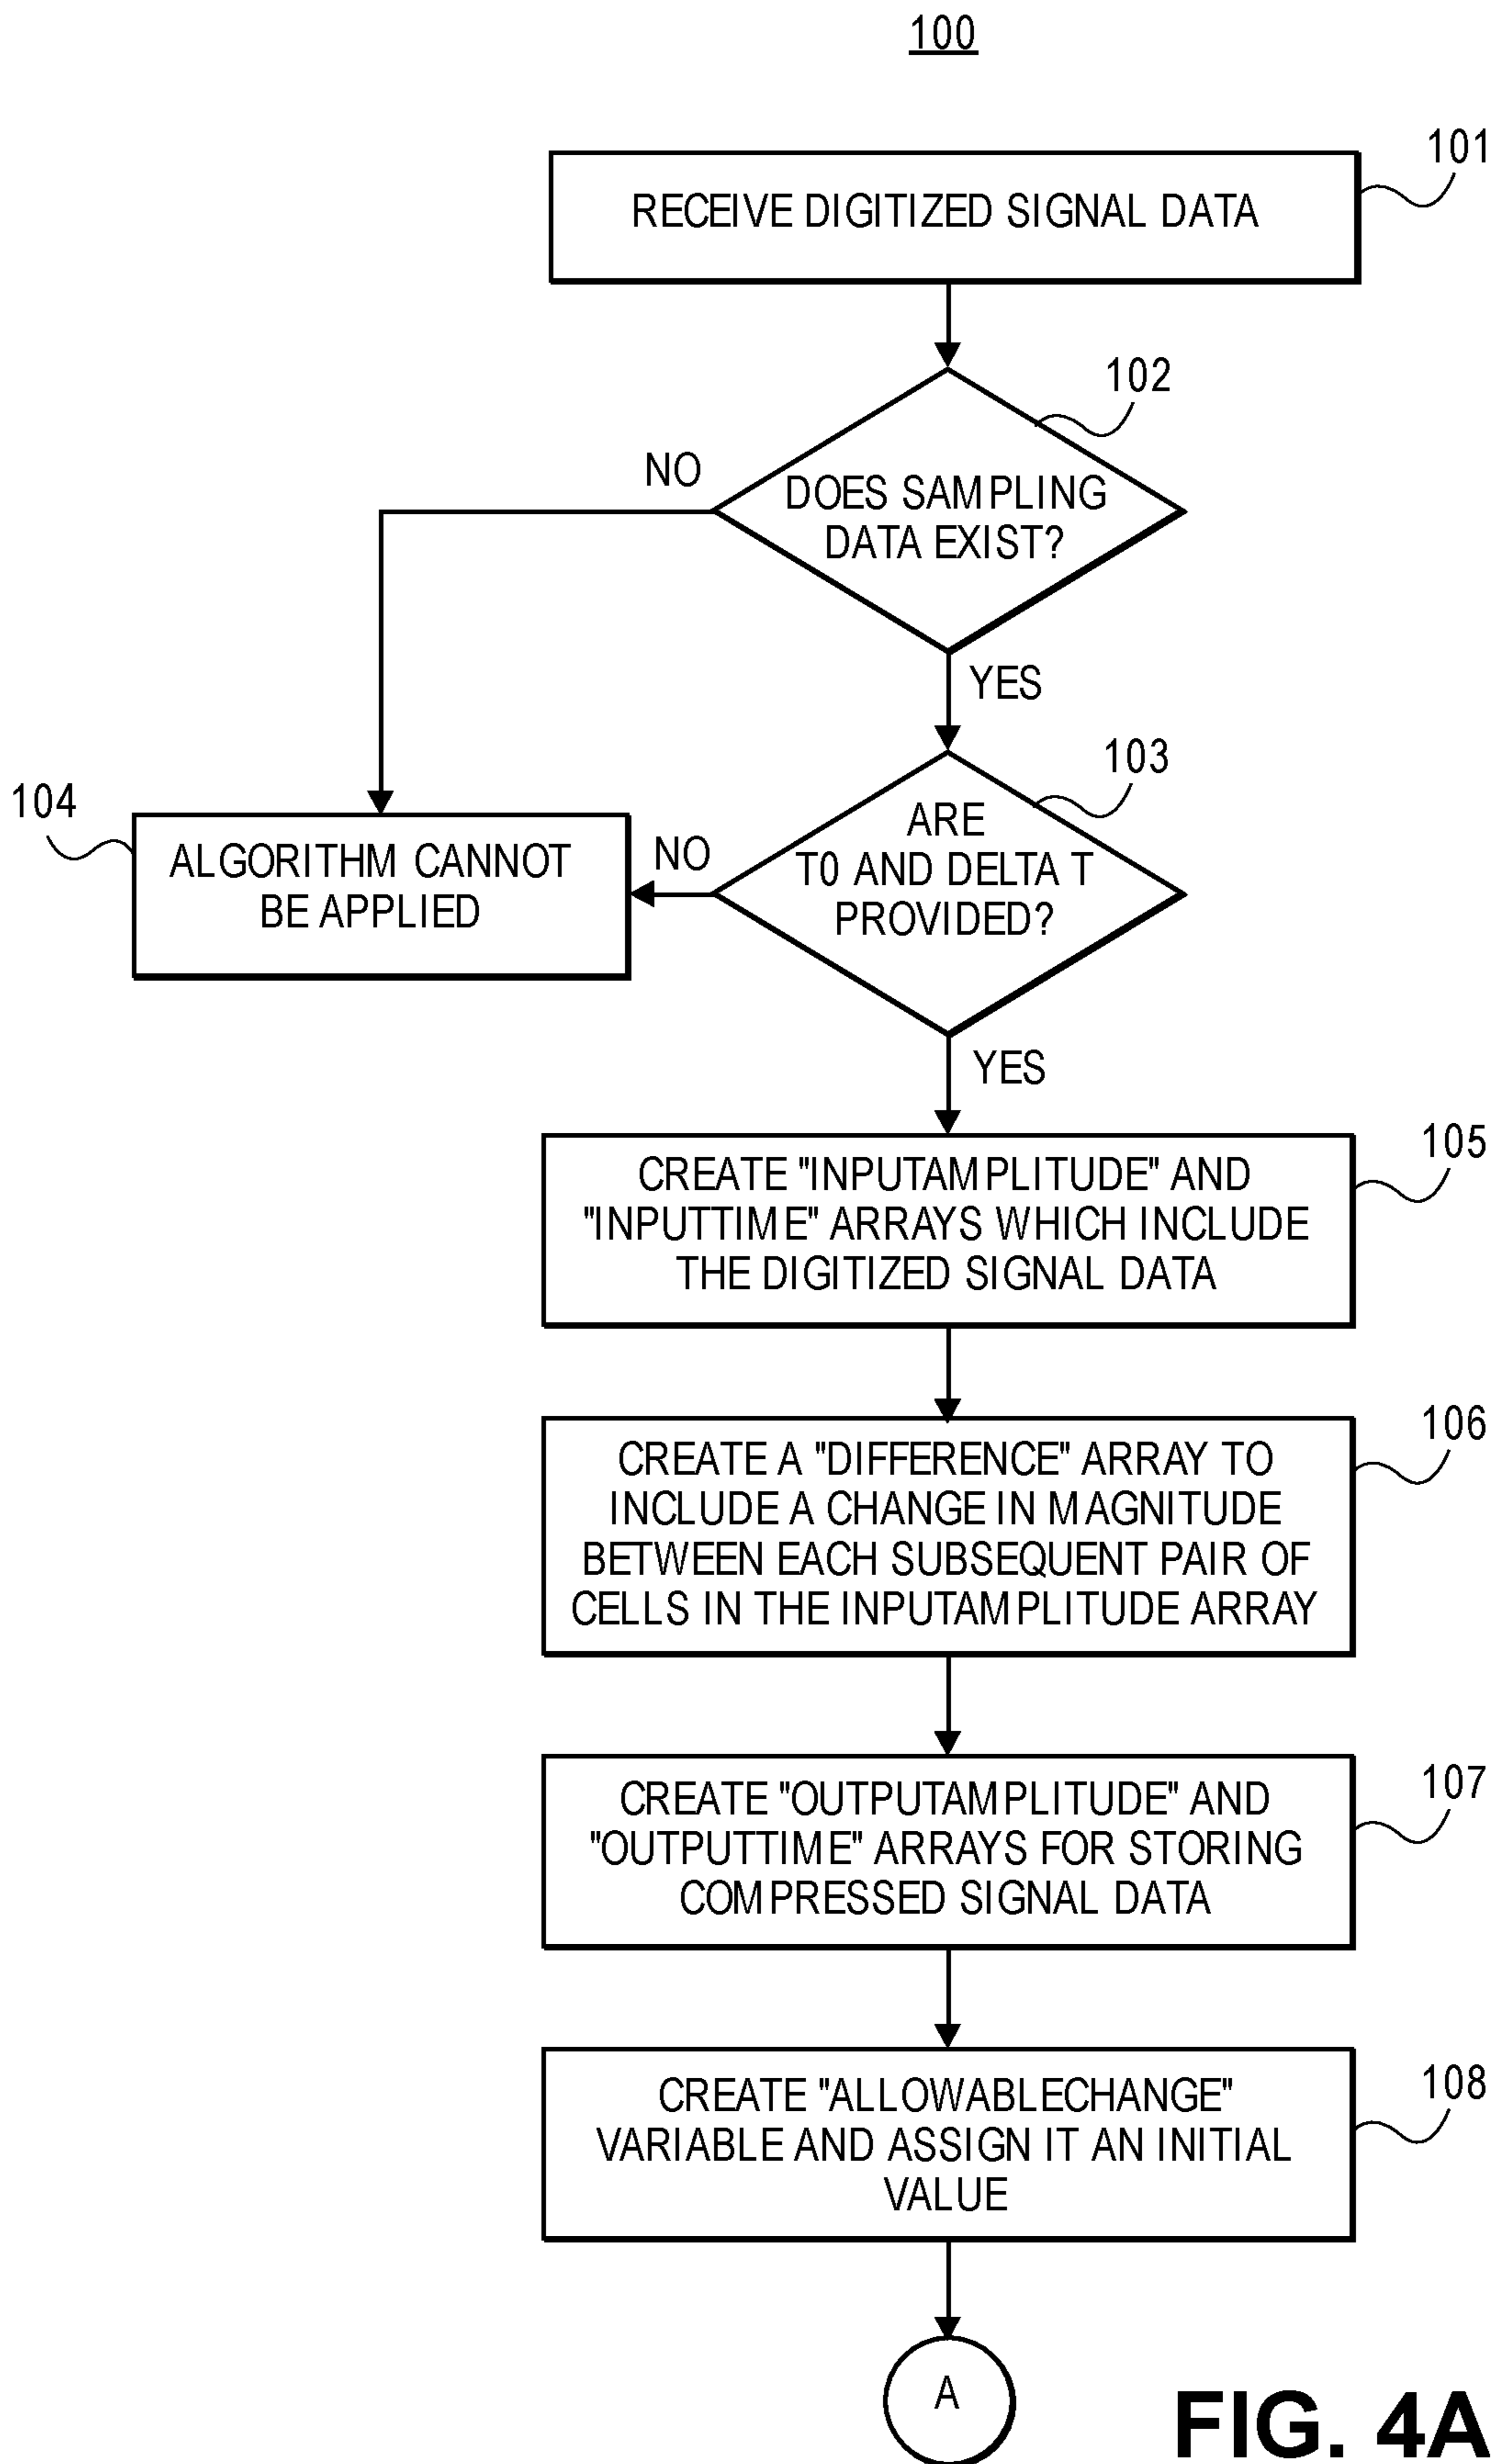 100
101
RECEIVE DIGITIZED SIGNAL DATA
102
NO
DOES SAMPLING
DATA EXIST?
YES
103
104
ARE
T0 AND DELTA T
PROVIDED?
NO
ALGORITHM CANNOT
BE APPLIED
YES
105
CREATE "INPUTAMPLITUDE" AND
"INPUTTIME" ARRAYS WHICH INCLUDE
THE DIGITIZED SIGNAL DATA
106
CREATE A "DIFFERENCE" ARRAY TO
INCLUDE A CHANGE IN MAGNITUDE
BETWEEN EACH SUBSEQUENT PAIR OF
CELLS IN THE INPUTAMPLITUDE ARRAY
107
CREATE "OUTPUTAMPLITUDE" AND
"OUTPUTTIME" ARRAYS FOR STORING
COMPRESSED SIGNAL DATA
108
CREATE "ALLOWABLECHANGE"
VARIABLE AND ASSIGN IT AN INITIAL
VALUE
A
FIG. 4A